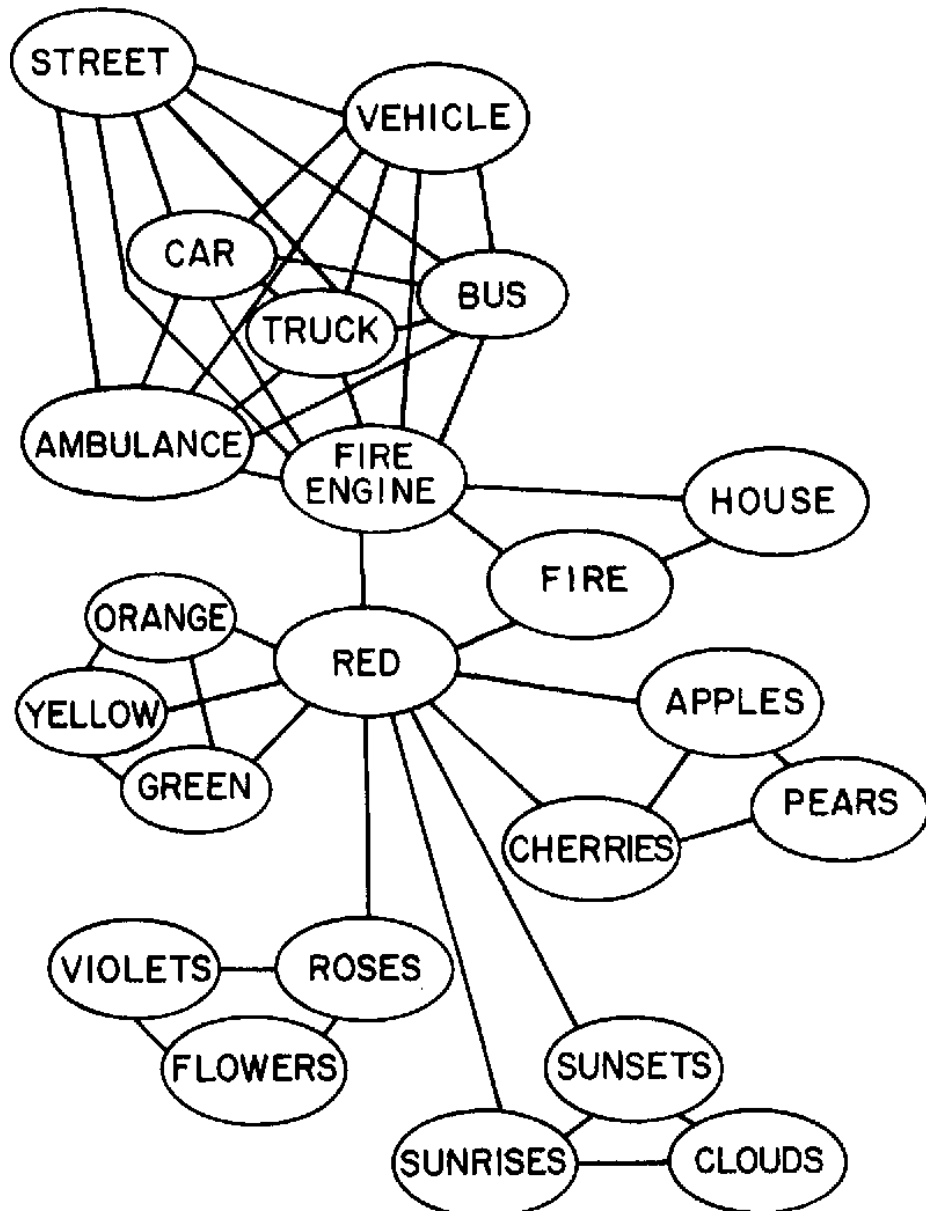 STREET
VEHICLE
CAR
BUS
TRUCK
AMBULANCE
FIRE
ENGINE
HOUSE
FIRE
ORANGE
RED
YELLOW
APPLES
GREEN
PEARS
CHERRIES
VIOLETS
ROSES
FLOWERS
SUNSETS
SUNRISES
CLOUDS